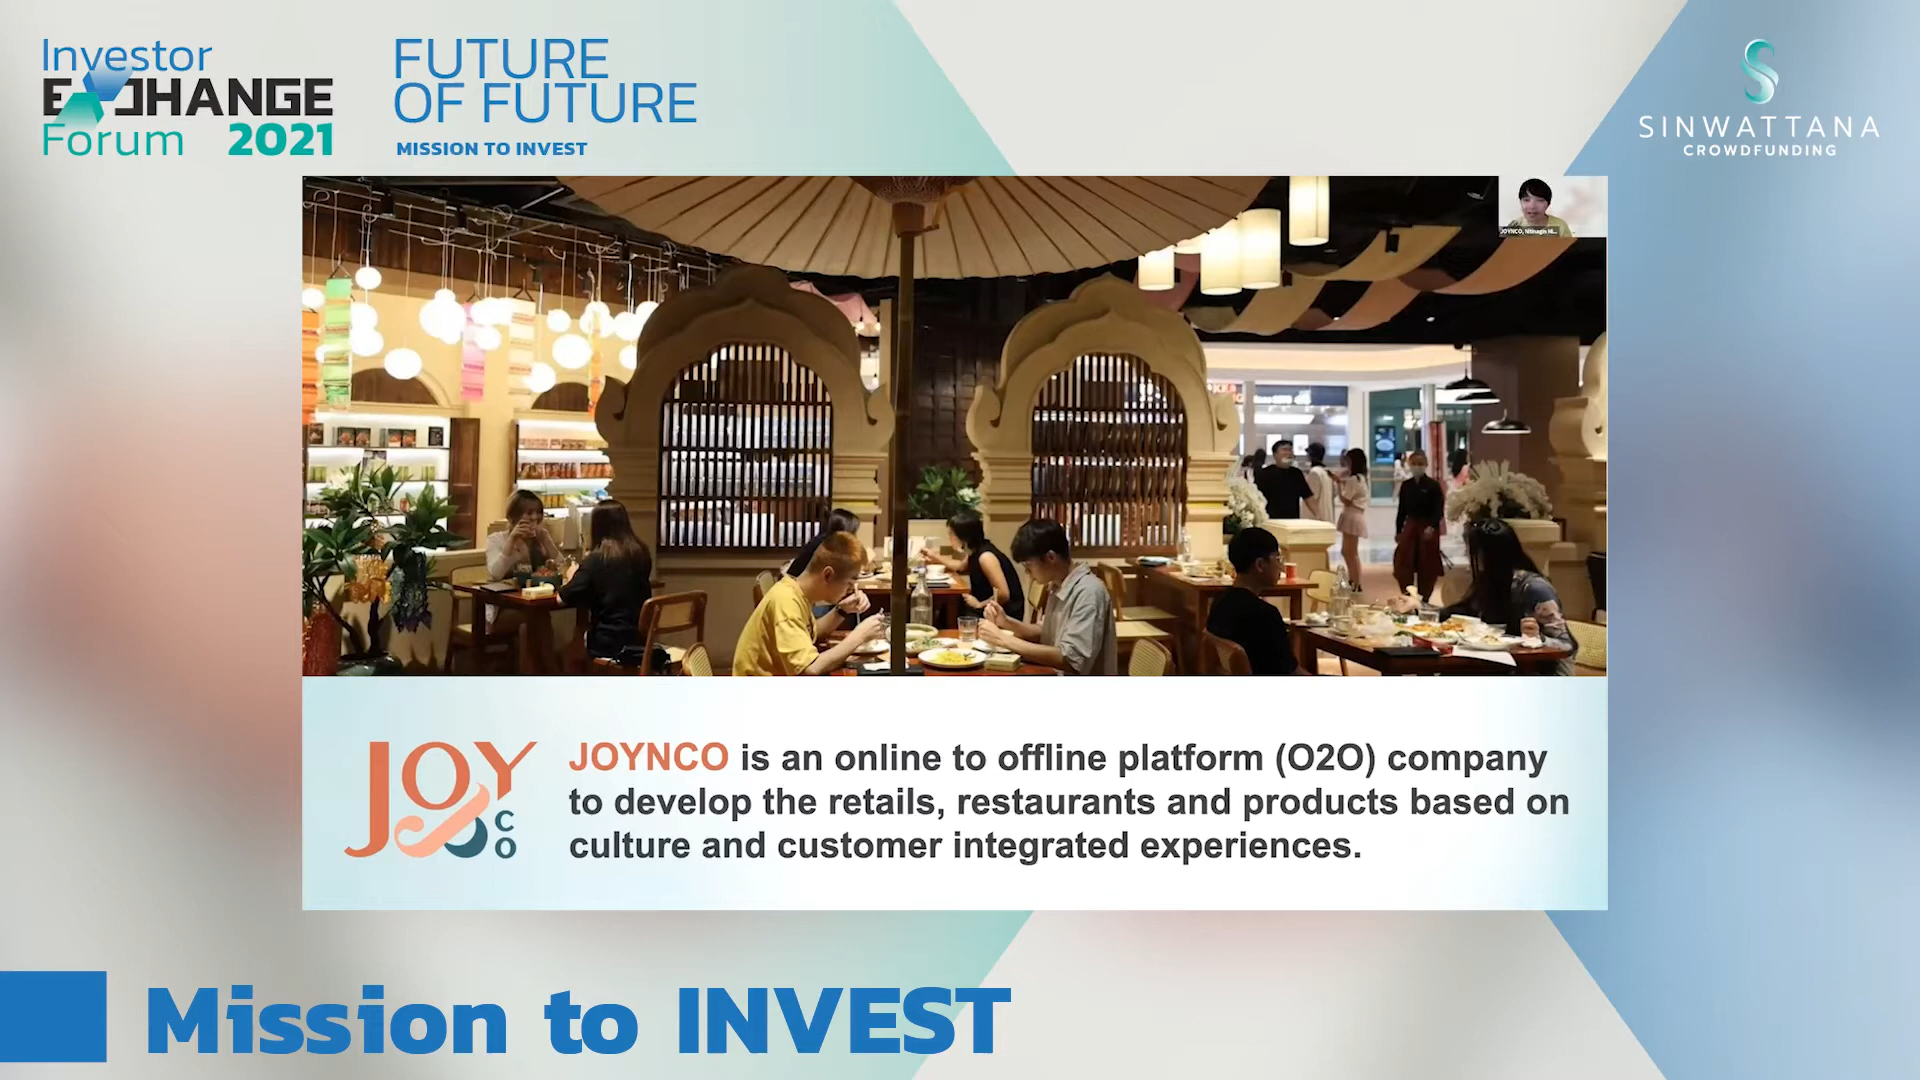 Investor
EXCHANGE
Forum 2021
FUTURE
OF FUTURE
MISSION TO INVEST
SINWATTANA
CROWDFUNDING
JOY
CO
JOYNCO is an online to offline platform (O2O) company
to develop the retails, restaurants and products based on
culture and customer integrated experiences.
Mission to INVEST